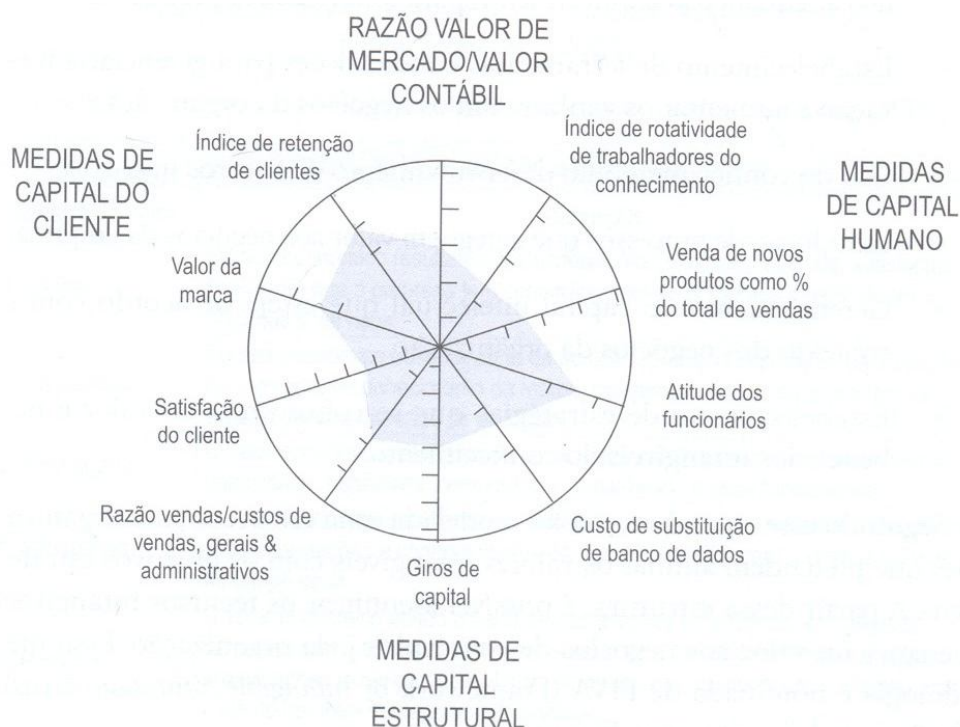 RAZÃO VALOR DE
MERCADO/VALOR
CONTÁBIL
Índice de retenção
de clientes
Índice de rotatividade
de trabalhadores do
conhecimento
MEDIDAS DE
CAPITAL DO
CLIENTE
MEDIDAS
DE CAPITAL
HUMANO
Valor da
marca
Venda de novos
produtos como %
do total de vendas
Satisfação
do cliente
Atitude dos
funcionários
Razão vendas/custos de
vendas, gerais &
administrativos
Custo de substituição
de banco de dados
Giros de
capital
MEDIDAS DE
CAPITAL
ESTRUTURAL